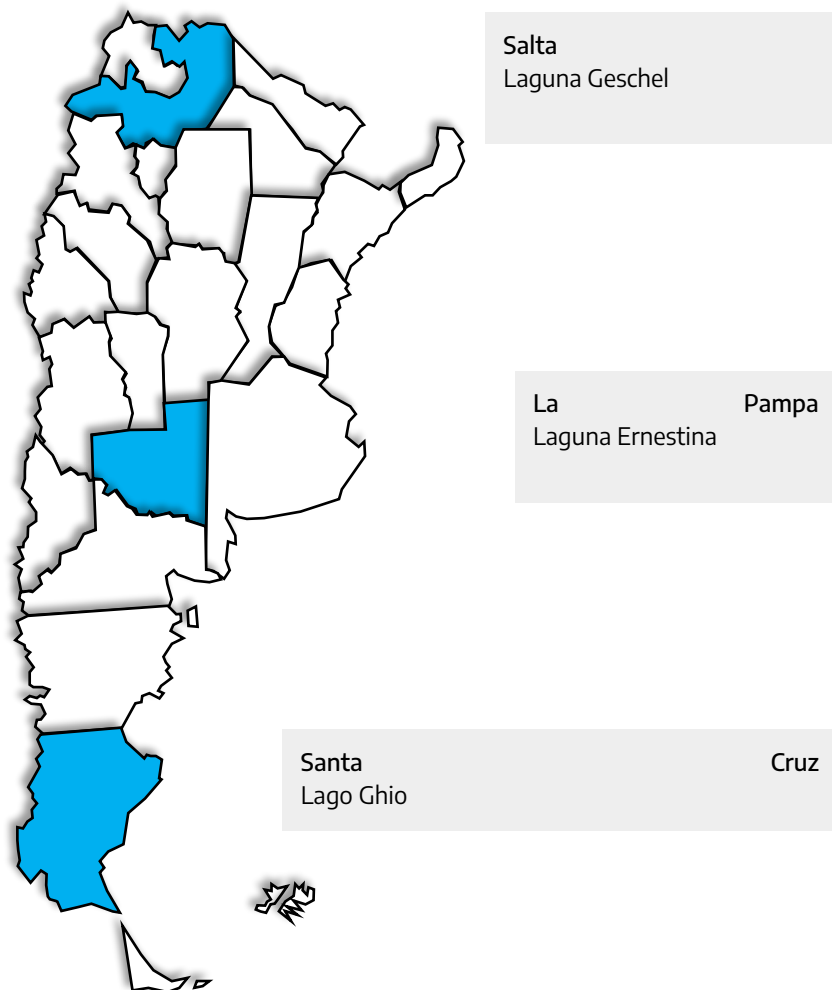 Salta
Laguna Geschel
La Pampa
Laguna Ernestina
Santa Cruz
Lago Ghio